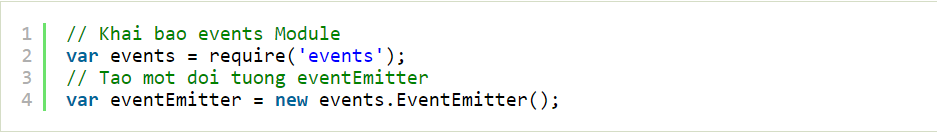 1 // Khai bao events Module
2 var events = require('events');
3 // Tao mot doi tuong eventEmitter
4 var eventEmitter = new events.EventEmitter();